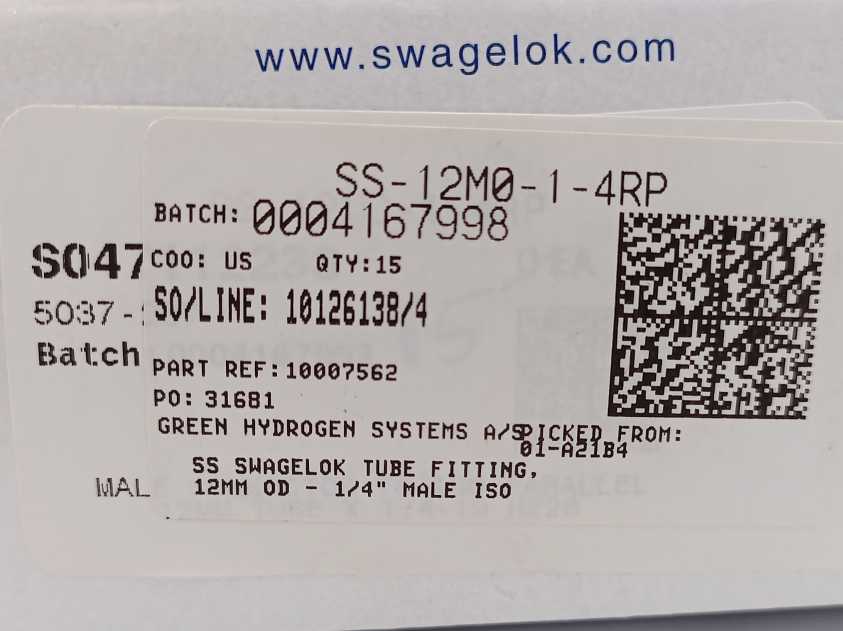 www.swagelok.com
SS-12M0-1-4RP
BATCH: 0004167998
S047
COO: US QTY:15
5037-
SO/LINE: 10126138/4
Batch
PART REF:10007562
PO: 31681
GREEN HYDROGEN SYSTEMS A/S PICKED FROM:
01-A21B4
SS SWAGELOK TUBE FITTING,
MAL
12MM OD - 1/4" MALE ISO